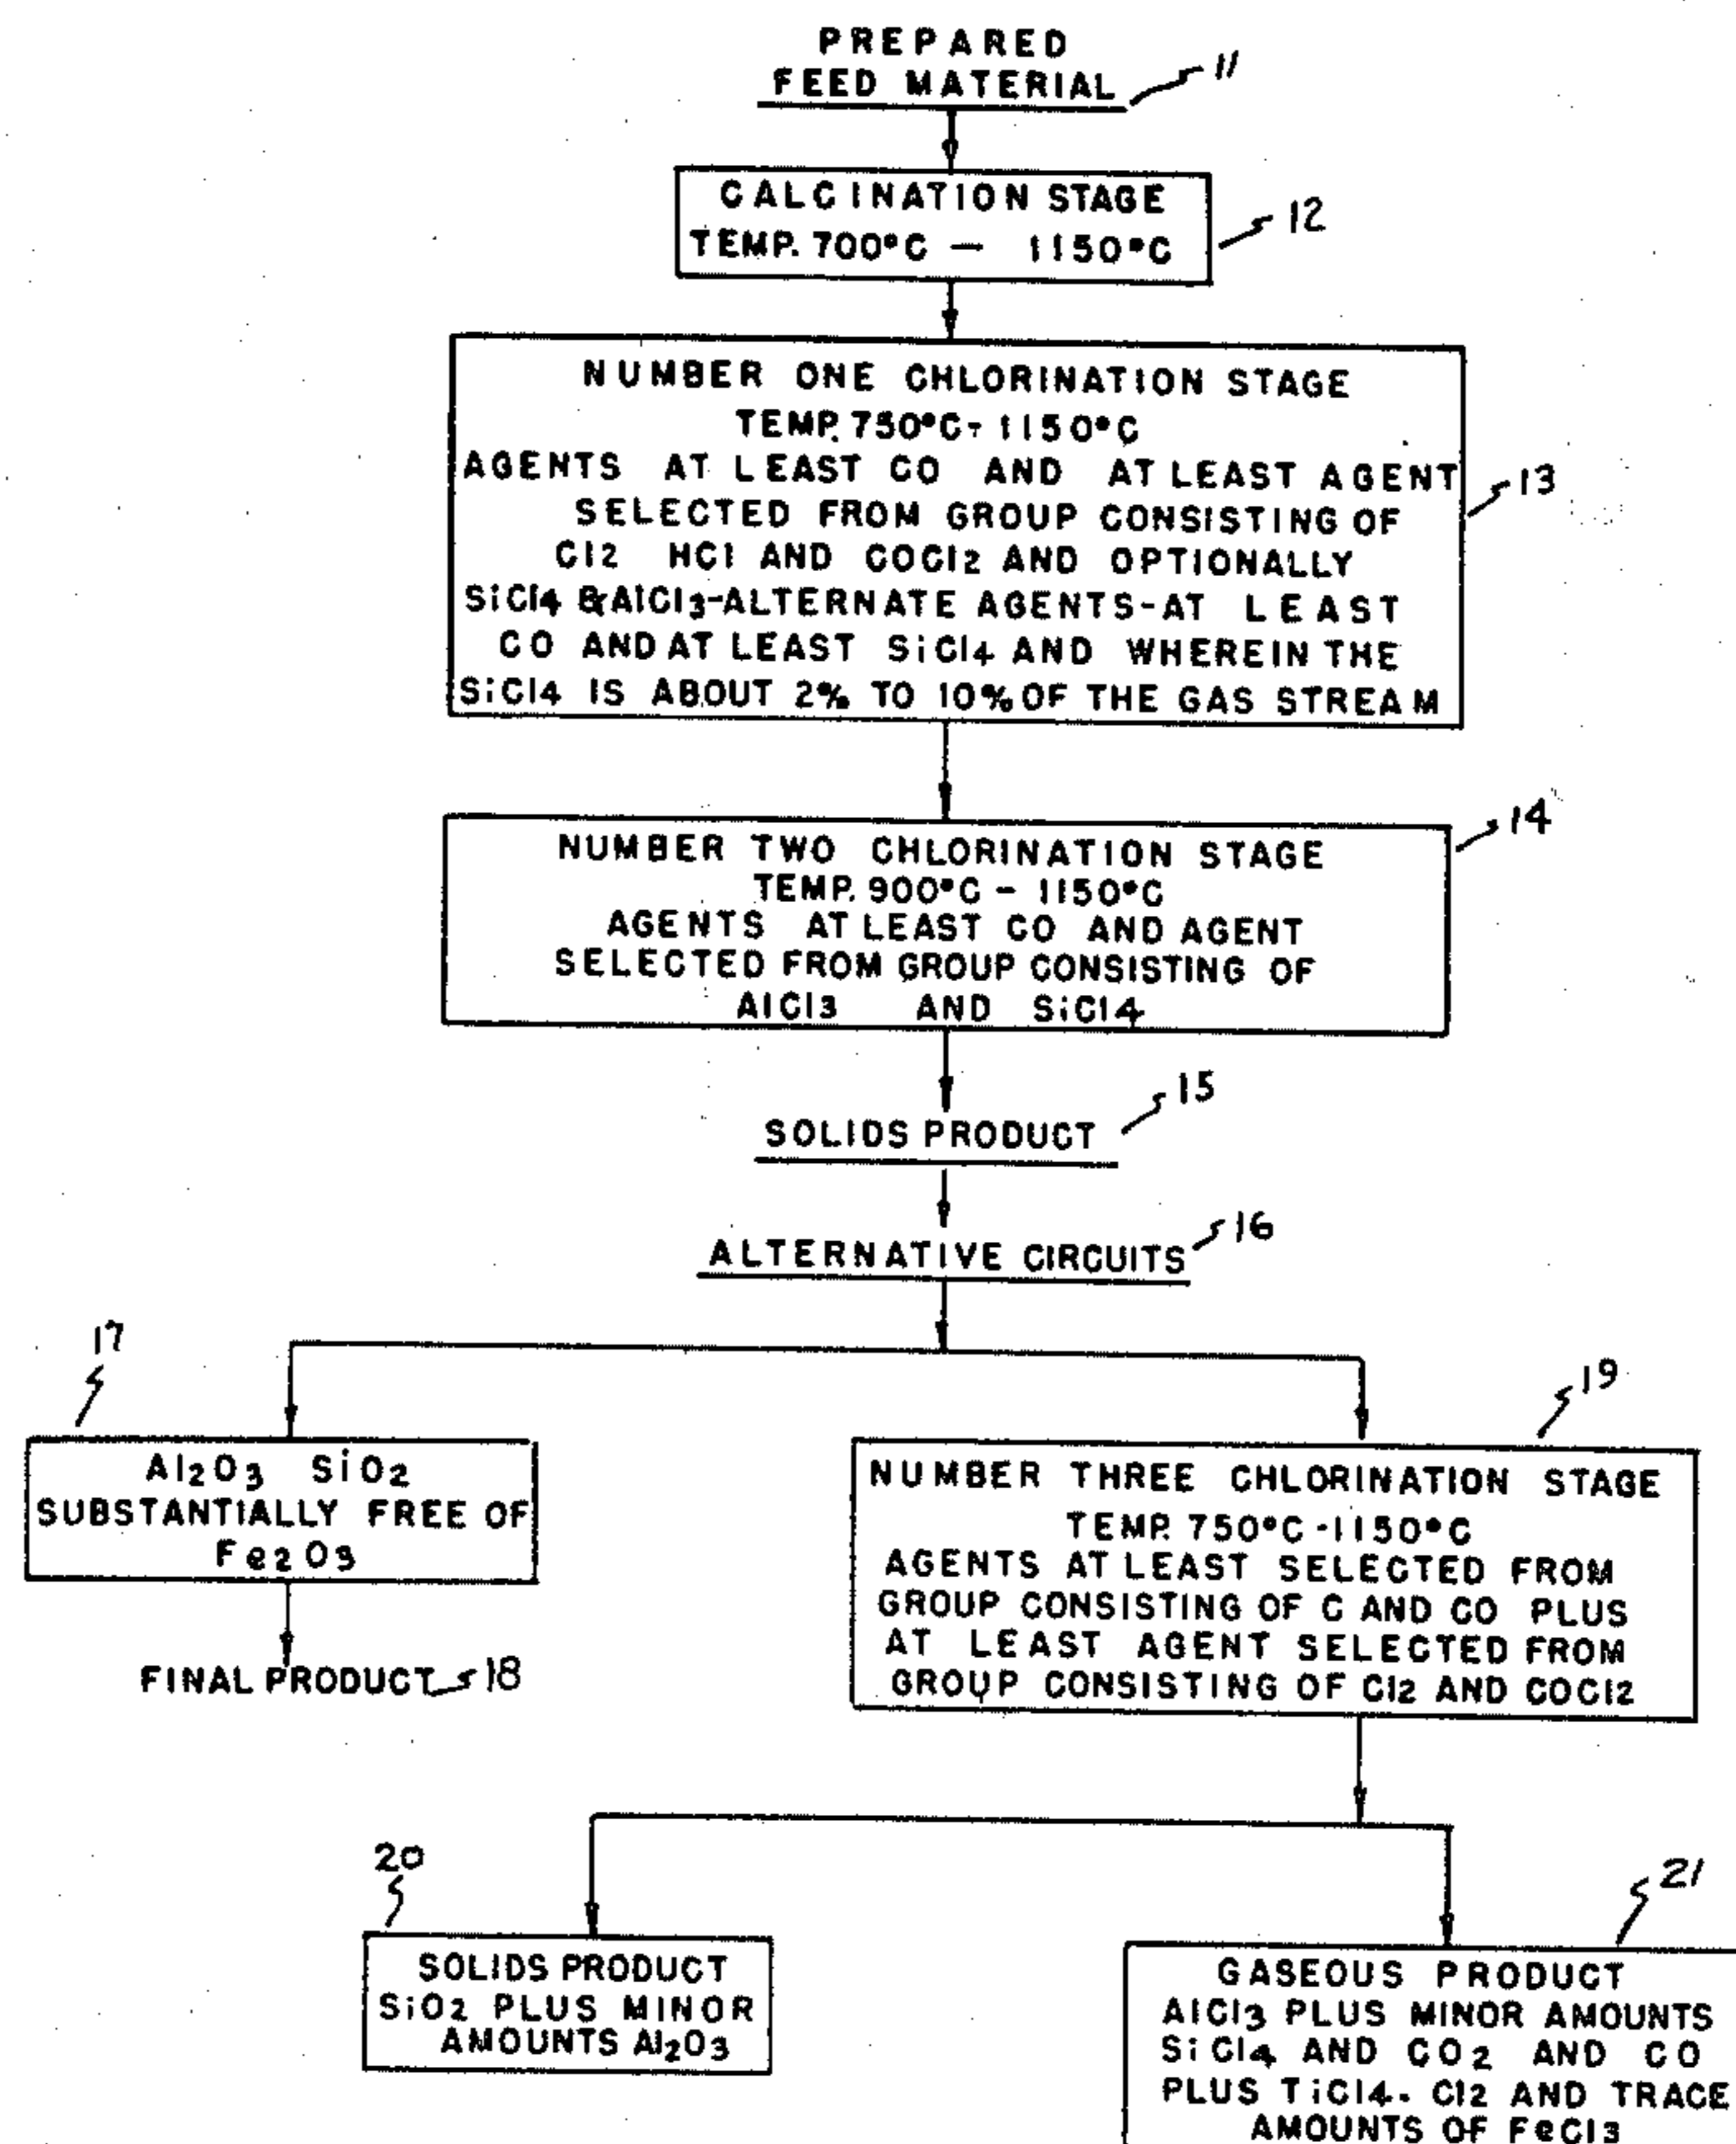 PREPARED
FEED MATERIAL
11
CALCINATION STAGE
TEMP. 700°C — 1150°C
12
NUMBER ONE CHLORINATION STAGE
TEMP. 750°C- 1150°C
AGENTS AT LEAST CO AND AT LEAST AGENT
SELECTED FROM GROUP CONSISTING OF
Cl2 HCl AND COCl2 AND OPTIONALLY
SiCl4 & AlCl3-ALTERNATE AGENTS-AT LEAST
CO AND AT LEAST SiCl4 AND WHEREIN THE
SiCl4 IS ABOUT 2% TO 10% OF THE GAS STREAM
13
NUMBER TWO CHLORINATION STAGE
TEMP. 900°C - 1150°C
AGENTS AT LEAST CO AND AGENT
SELECTED FROM GROUP CONSISTING OF
AlCl3 AND SiCl4
14
SOLIDS PRODUCT
15
ALTERNATIVE CIRCUITS
16
17
Al2O3 SiO2
SUBSTANTIALLY FREE OF
Fe2O3
FINAL PRODUCT 18
19
NUMBER THREE CHLORINATION STAGE
TEMP. 750°C -1150°C
AGENTS AT LEAST SELECTED FROM
GROUP CONSISTING OF C AND CO PLUS
AT LEAST AGENT SELECTED FROM
GROUP CONSISTING OF Cl2 AND COCl2
20
SOLIDS PRODUCT
SiO2 PLUS MINOR
AMOUNTS Al2O3
21
GASEOUS PRODUCT
AlCl3 PLUS MINOR AMOUNTS
SiCl4 AND CO2 AND CO
PLUS TiCl4. Cl2 AND TRACE
AMOUNTS OF FeCl3